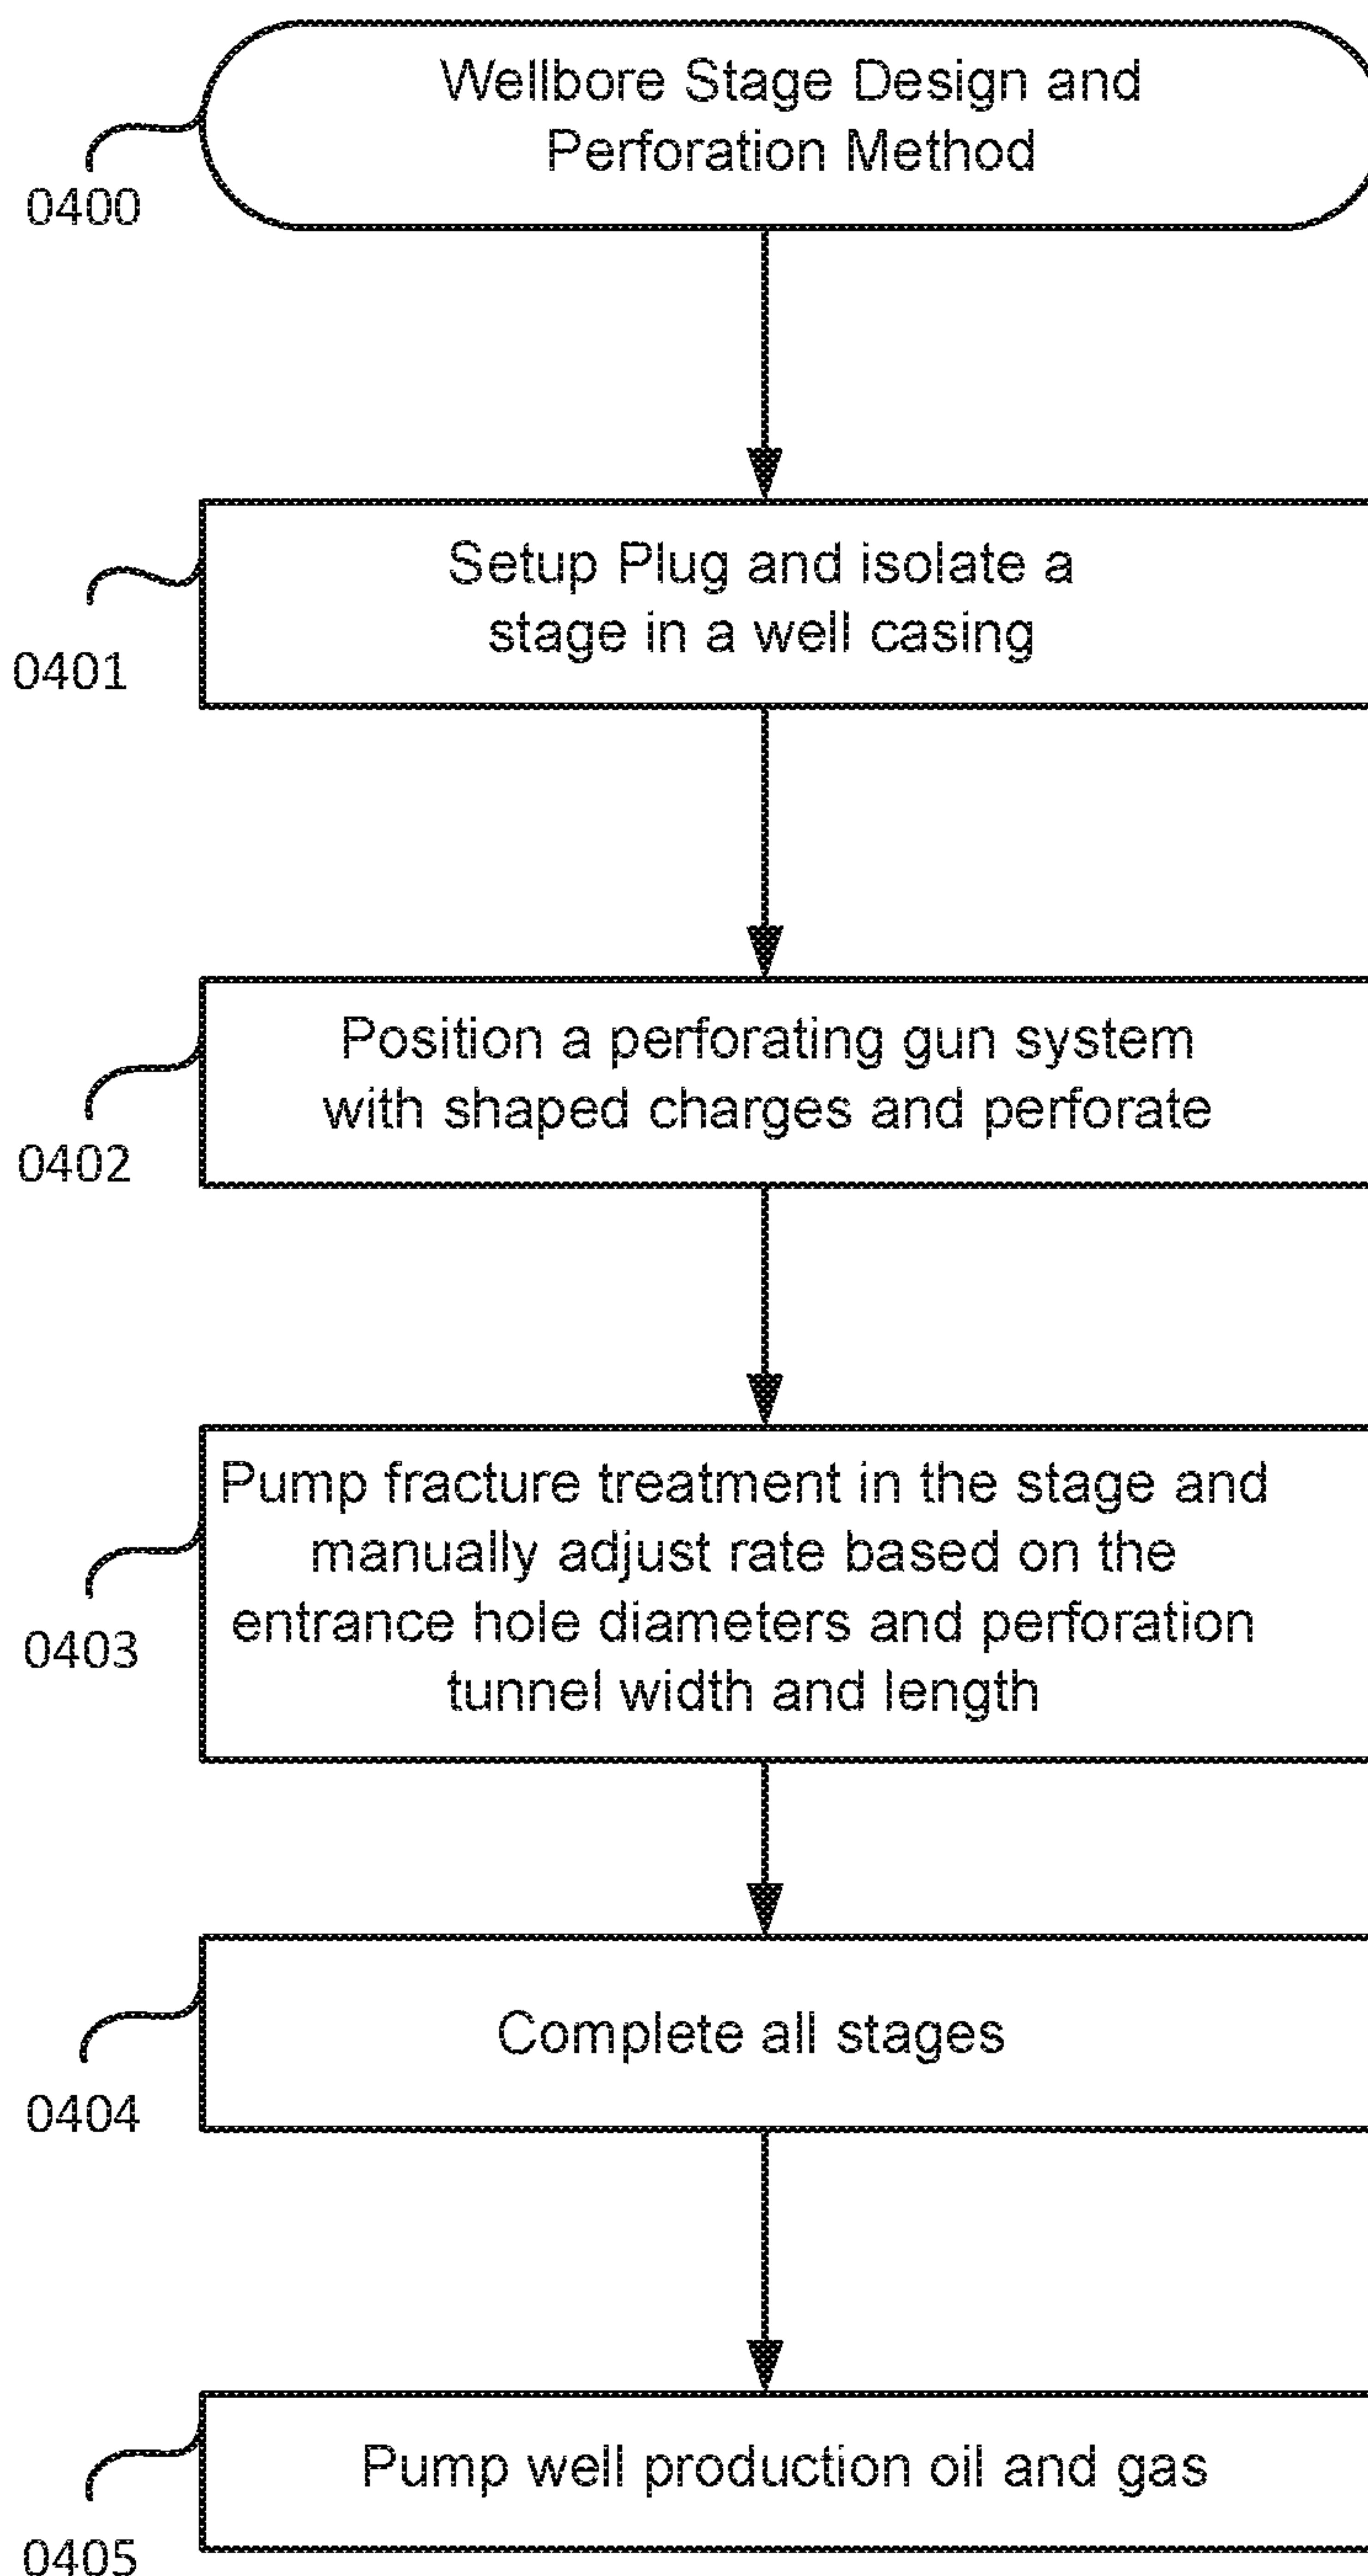 Wellbore Stage Design and
Perforation Method
0400
Setup Plug and isolate a
stage in a well casing
0401
Position a perforating gun system
with shaped charges and perforate
0402
Pump fracture treatment in the stage and
manually adjust rate based on the
entrance hole diameters and perforation
tunnel width and length
0403
Complete all stages
0404
Pump well production oil and gas
0405